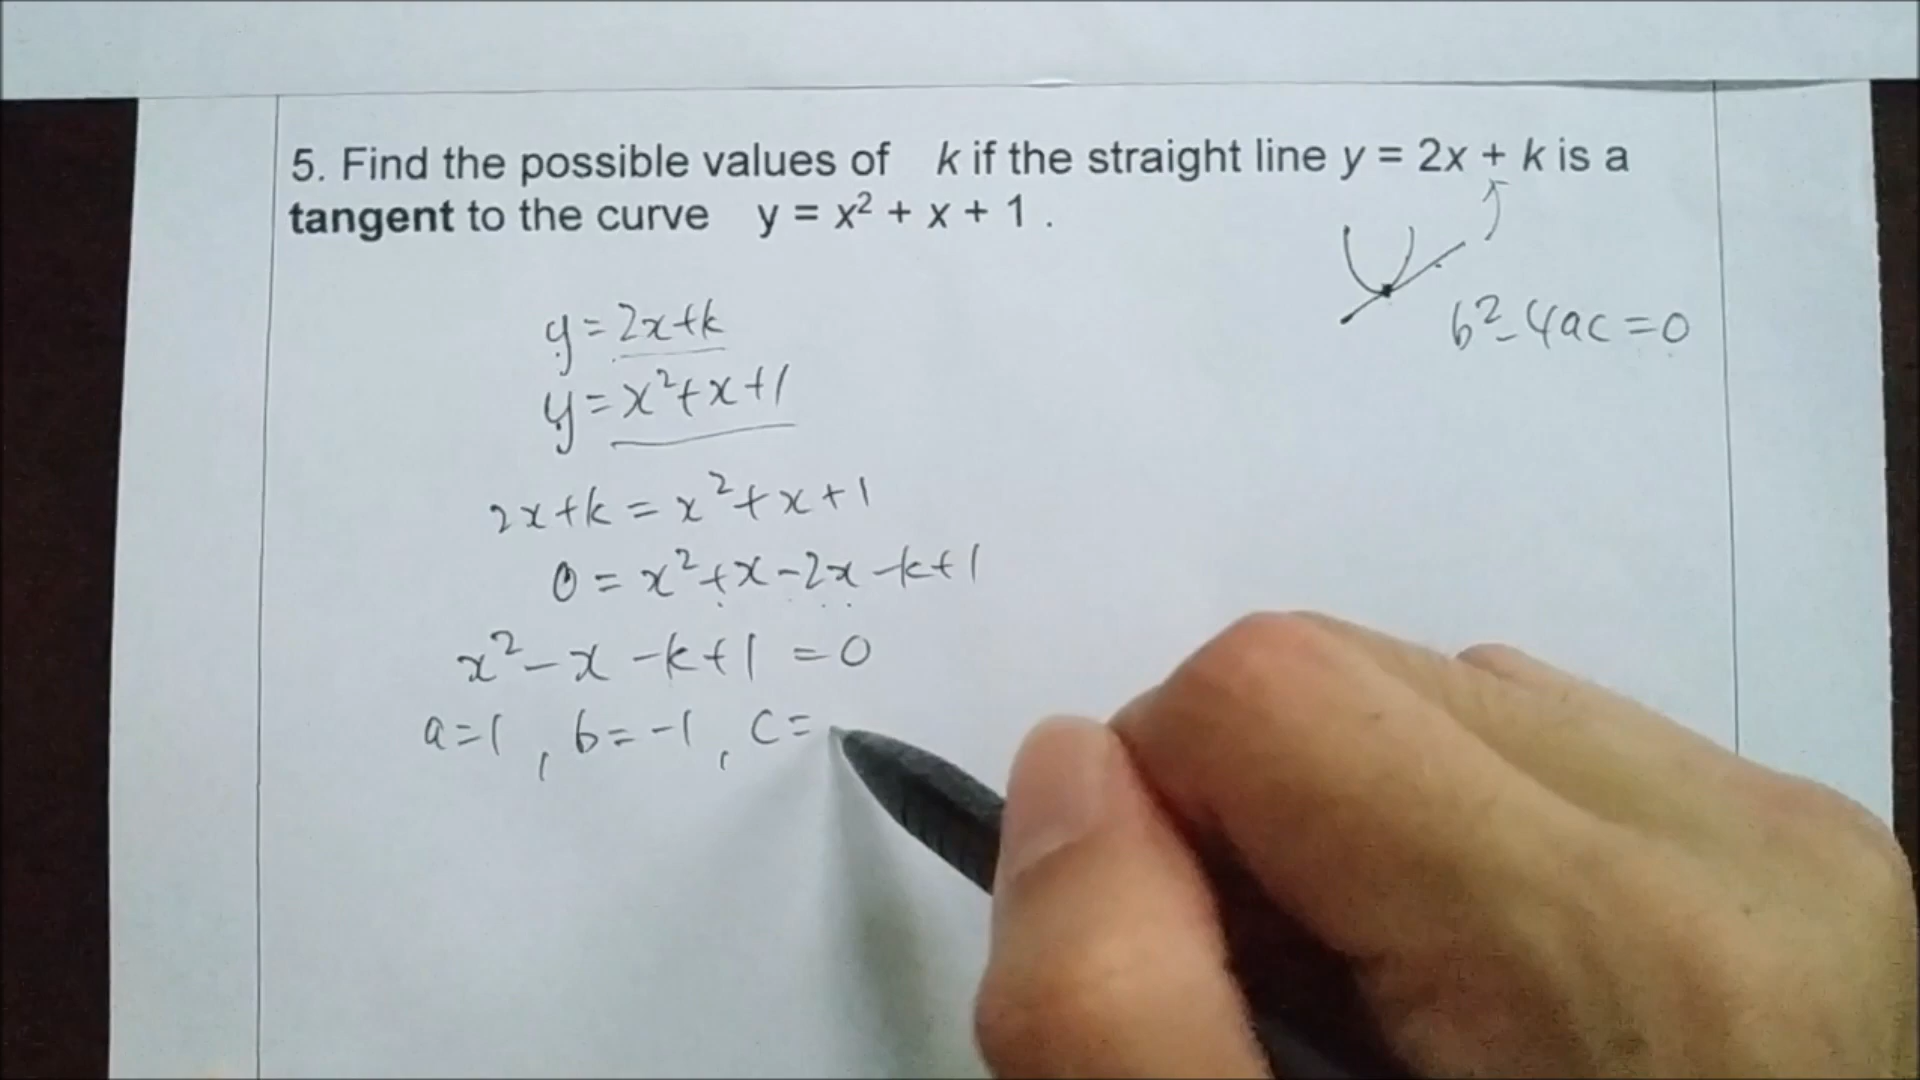 5. Find the possible values of k if the straight line y = 2x + k is a
tangent to the curve y = x² + x + 1 .
b² - 4ac = 0
y = 2x+k
y = x²+x+1
2x+k = x²+x+1
0 = x²+x-2x-k+1
x²-x-k+1 = 0
a=1, b=-1, c=